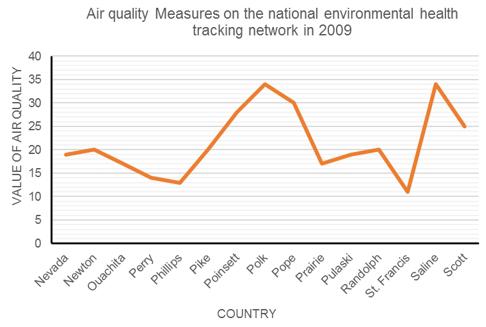 Air quality Measures on the national environmental health
tracking network in 2009
VALUE OF AIR QUALITY
40
35
30
25
20
15
10
5
0
Nevada
Newton
Ouachita
Perry
Phillips
Pike
Poinsett
Polk
Pope
Prairie
Pulaski
Randolph
St. Francis
Saline
Scott
COUNTRY